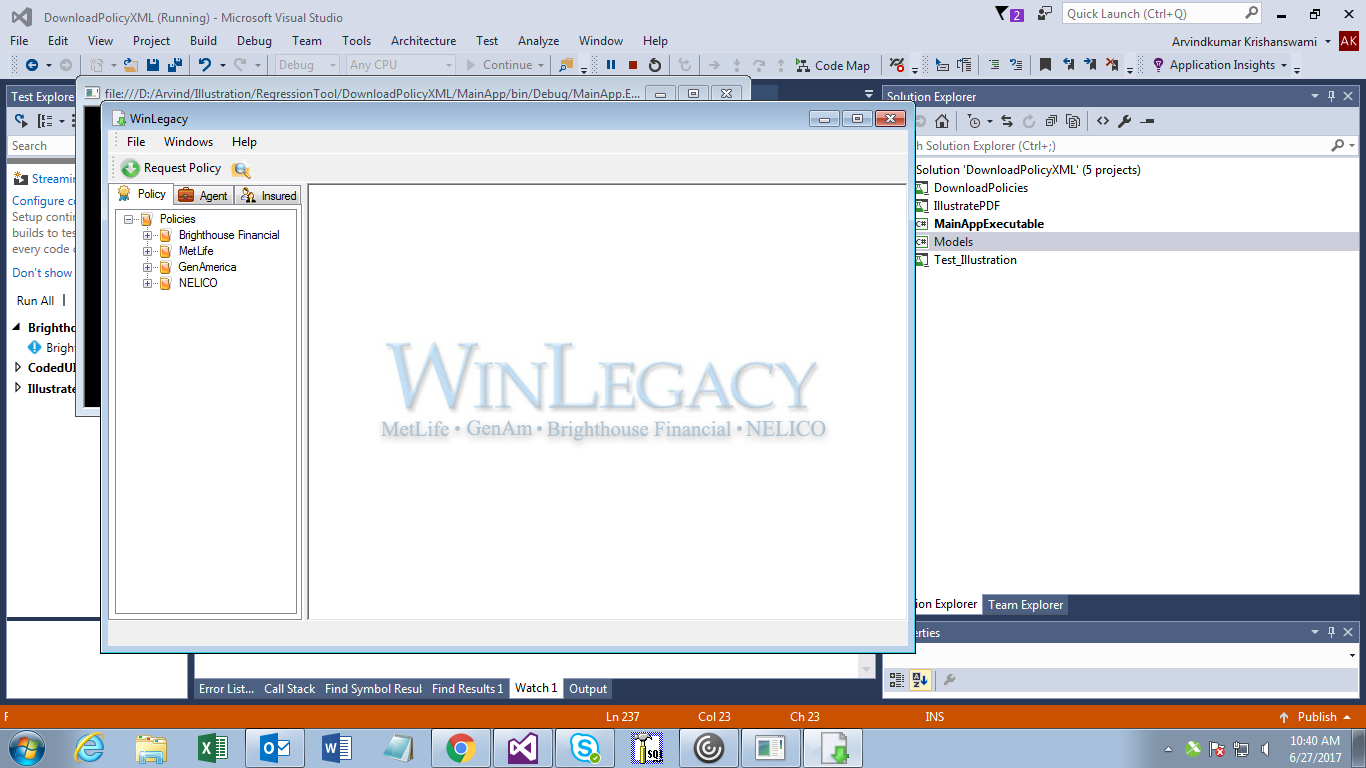 DownloadPolicyXML (Running) - Microsoft Visual Studio
2
Quick Launch (Ctrl+Q)
File Edit View Project Build Debug Team Tools Architecture Test Analyze Window Help
Arvindkumar Krishanswami
AK
Debug Any CPU Continue Code Map Application Insights
Test Explore
file:///D:/Arvind/Illustration/RegressionTool/DownloadPolicyXML/MainApp/bin/Debug/MainApp.E...
Solution Explorer
WinLegacy
File Windows Help
Search
h Solution Explorer (Ctrl+;)
Request Policy
Solution 'DownloadPolicyXML' (5 projects)
DownloadPolicies
IllustratePDF
MainAppExecutable
Models
Test_Illustration
Streamin
Configure co
Setup contin
builds to tes
every code c
Don't show
Run All
Brightho
Bright
CodedUI
Illustrate
Policy Agent Insured
Policies
Brighthouse Financial
MetLife
GenAmerica
NELICO
WINLEGACY
MetLife • GenAm • Brighthouse Financial • NELICO
ion Explorer Team Explorer
erties
Error List... Call Stack Find Symbol Resul Find Results 1 Watch 1 Output
Ln 237 Col 23 Ch 23 INS Publish
10:40 AM
6/27/2017